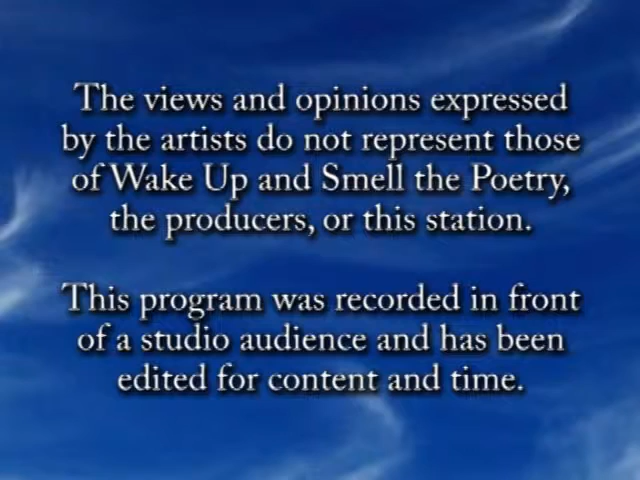 The views and opinions expressed
by the artists do not represent those
of Wake Up and Smell the Poetry,
the producers, or this station.
This program was recorded in front
of a studio audience and has been
edited for content and time.